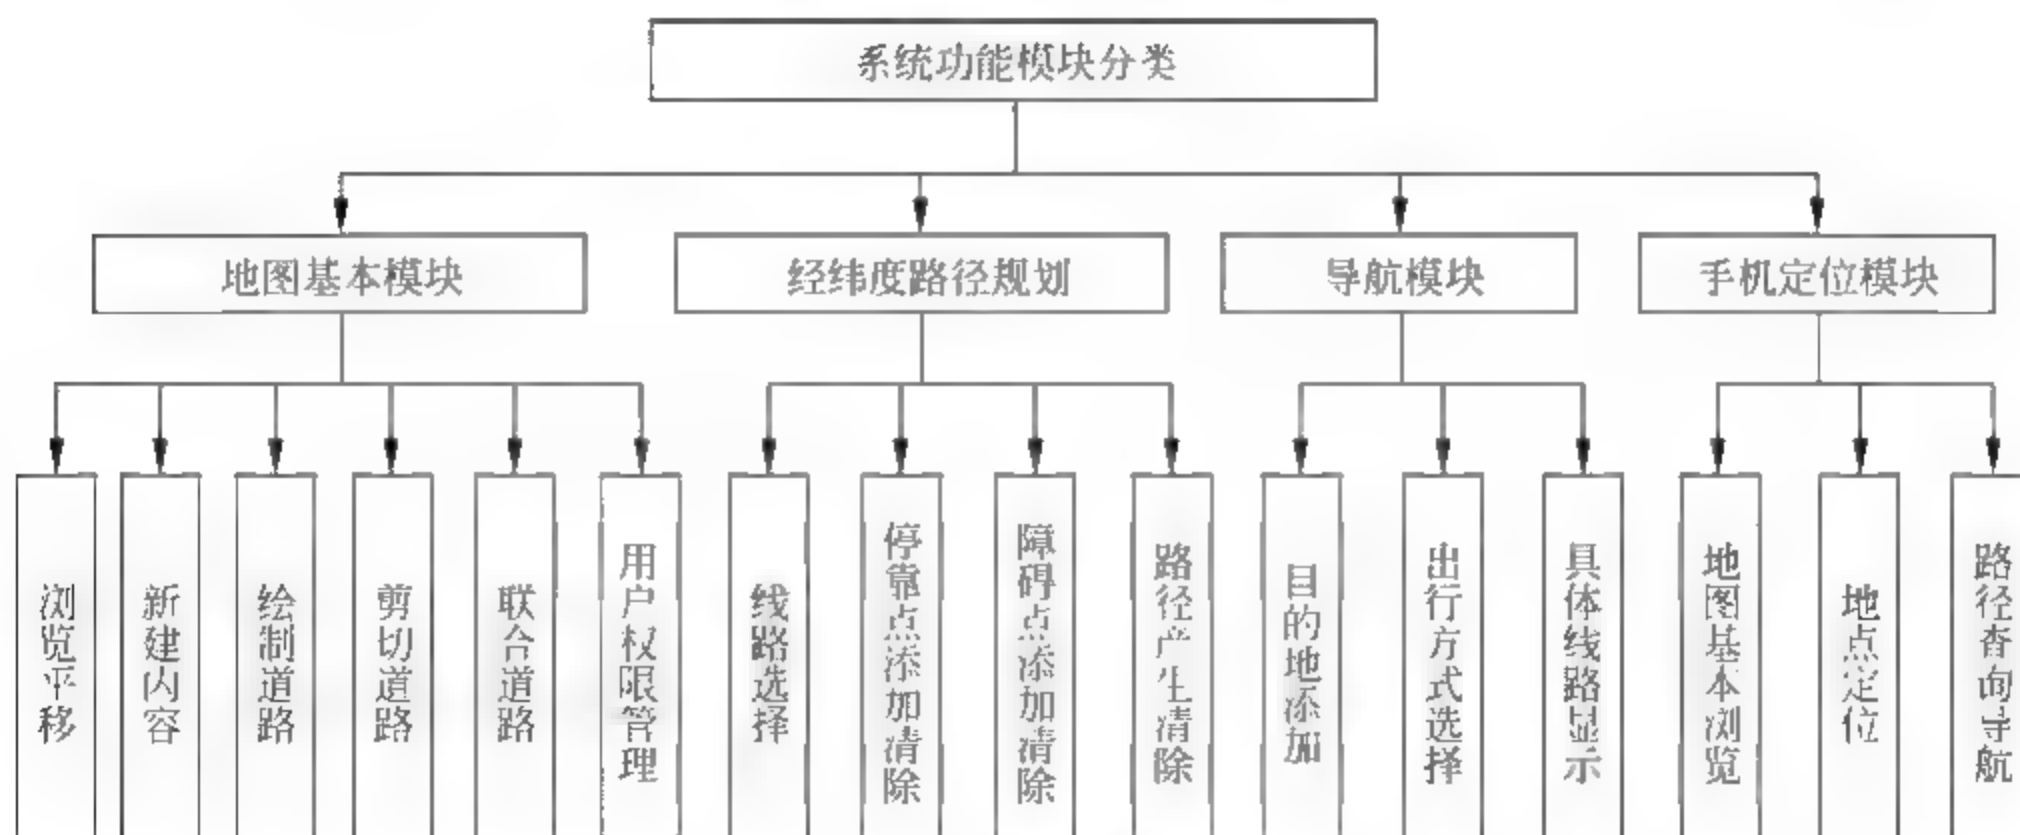 系统功能模块分类
地图基本模块
经纬度路径规划
导航模块
手机定位模块
浏览平移
新建内容
绘制道路
剪切道路
联合道路
用户权限管理
线路选择
停靠点添加清除
障碍点添加清除
路径产生清除
目的地添加
出行方式选择
具体线路显示
地图基本浏览
地点定位
路径查询导航